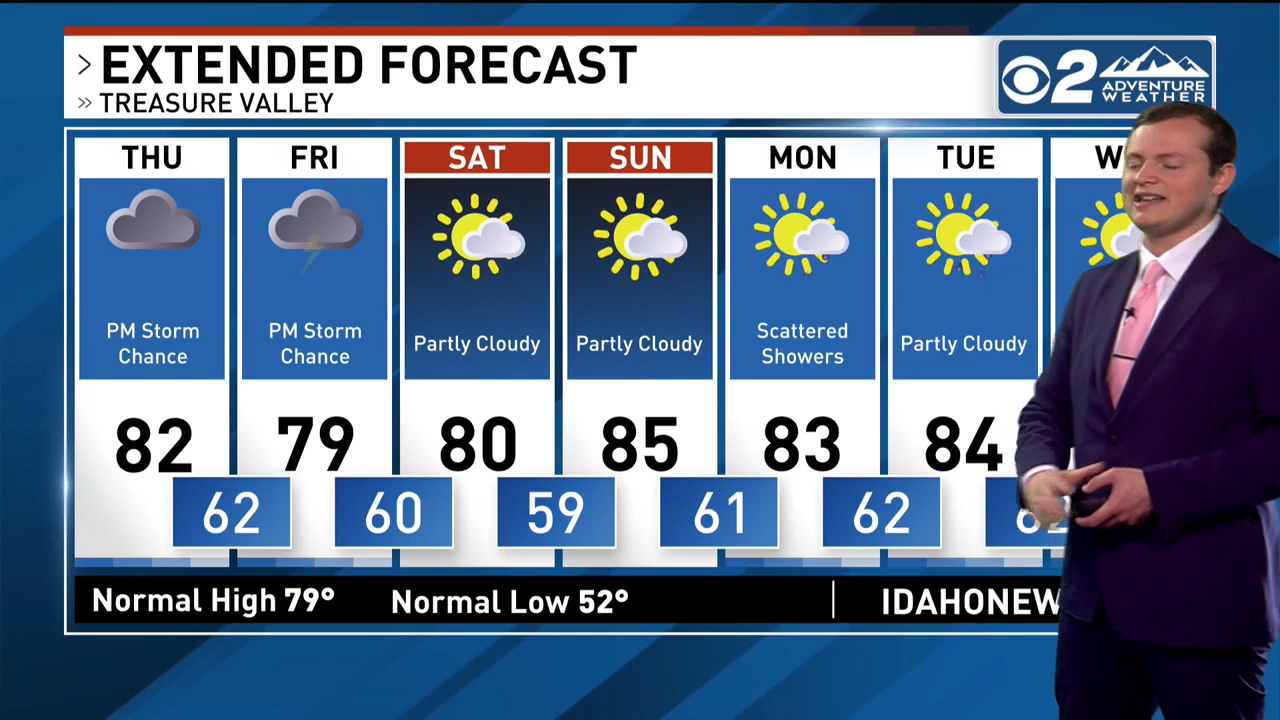 > EXTENDED FORECAST
» TREASURE VALLEY
2 ADVENTURE WEATHER
THU
FRI
SAT
SUN
MON
TUE
W
PM Storm
Chance
PM Storm
Chance
Partly Cloudy
Partly Cloudy
Scattered
Showers
Partly Cloudy
82
79
80
85
83
84
62
60
59
61
62
Normal High 79° Normal Low 52° | IDAHONEW